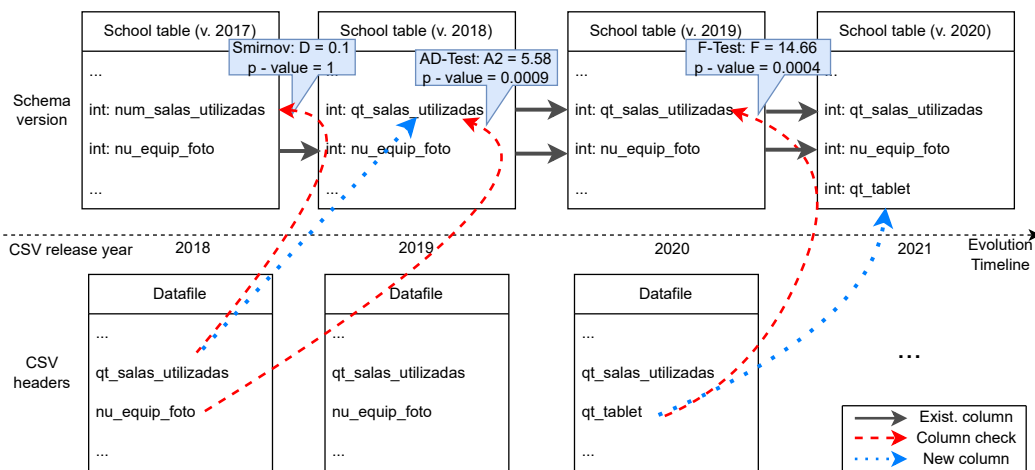 School table (v. 2017)
...
int: num_salas_utilizadas
int: nu_equip_foto
...
School table (v. 2018)
...
int: qt_salas_utilizadas
int: nu_equip_foto
...
School table (v. 2019)
...
int: qt_salas_utilizadas
int: nu_equip_foto
...
School table (v. 2020)
...
int: qt_salas_utilizadas
int: nu_equip_foto
int: qt_tablet
Smirnov: D = 0.1
p - value = 1
AD-Test: A2 = 5.58
p - value = 0.0009
F-Test: F = 14.66
p - value = 0.0004
Schema
version
CSV release year
2018
2019
2020
2021
Evolution
Timeline
CSV
headers
Datafile
...
qt_salas_utilizadas
nu_equip_foto
...
Datafile
...
qt_salas_utilizadas
nu_equip_foto
...
Datafile
...
qt_salas_utilizadas
qt_tablet
...
...
Exist. column
Column check
New column